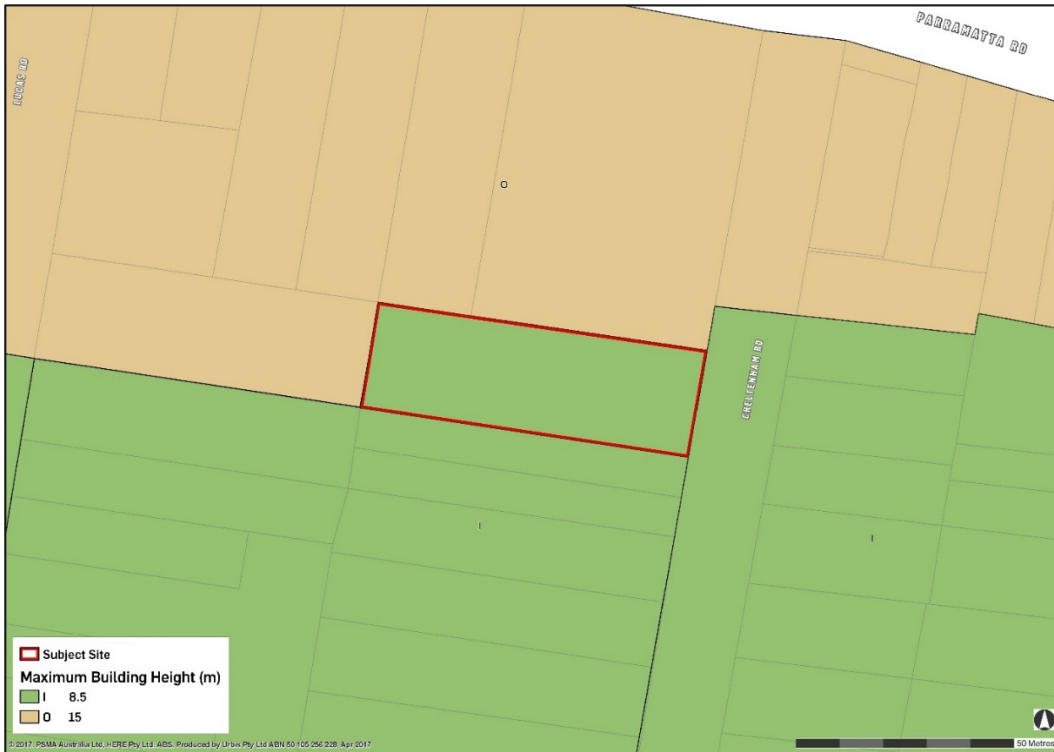 PARRAMATTA RD
LUCAS RD
O
CHELTENHAM RD
I
I
Subject Site
Maximum Building Height (m)
I 8.5
O 15
© 2017. PSMA Australia Ltd, HERE Pty Ltd. ABS. Produced by Urbis Pty Ltd ABN 50 105 256 228, Apr 2017
50 Metres